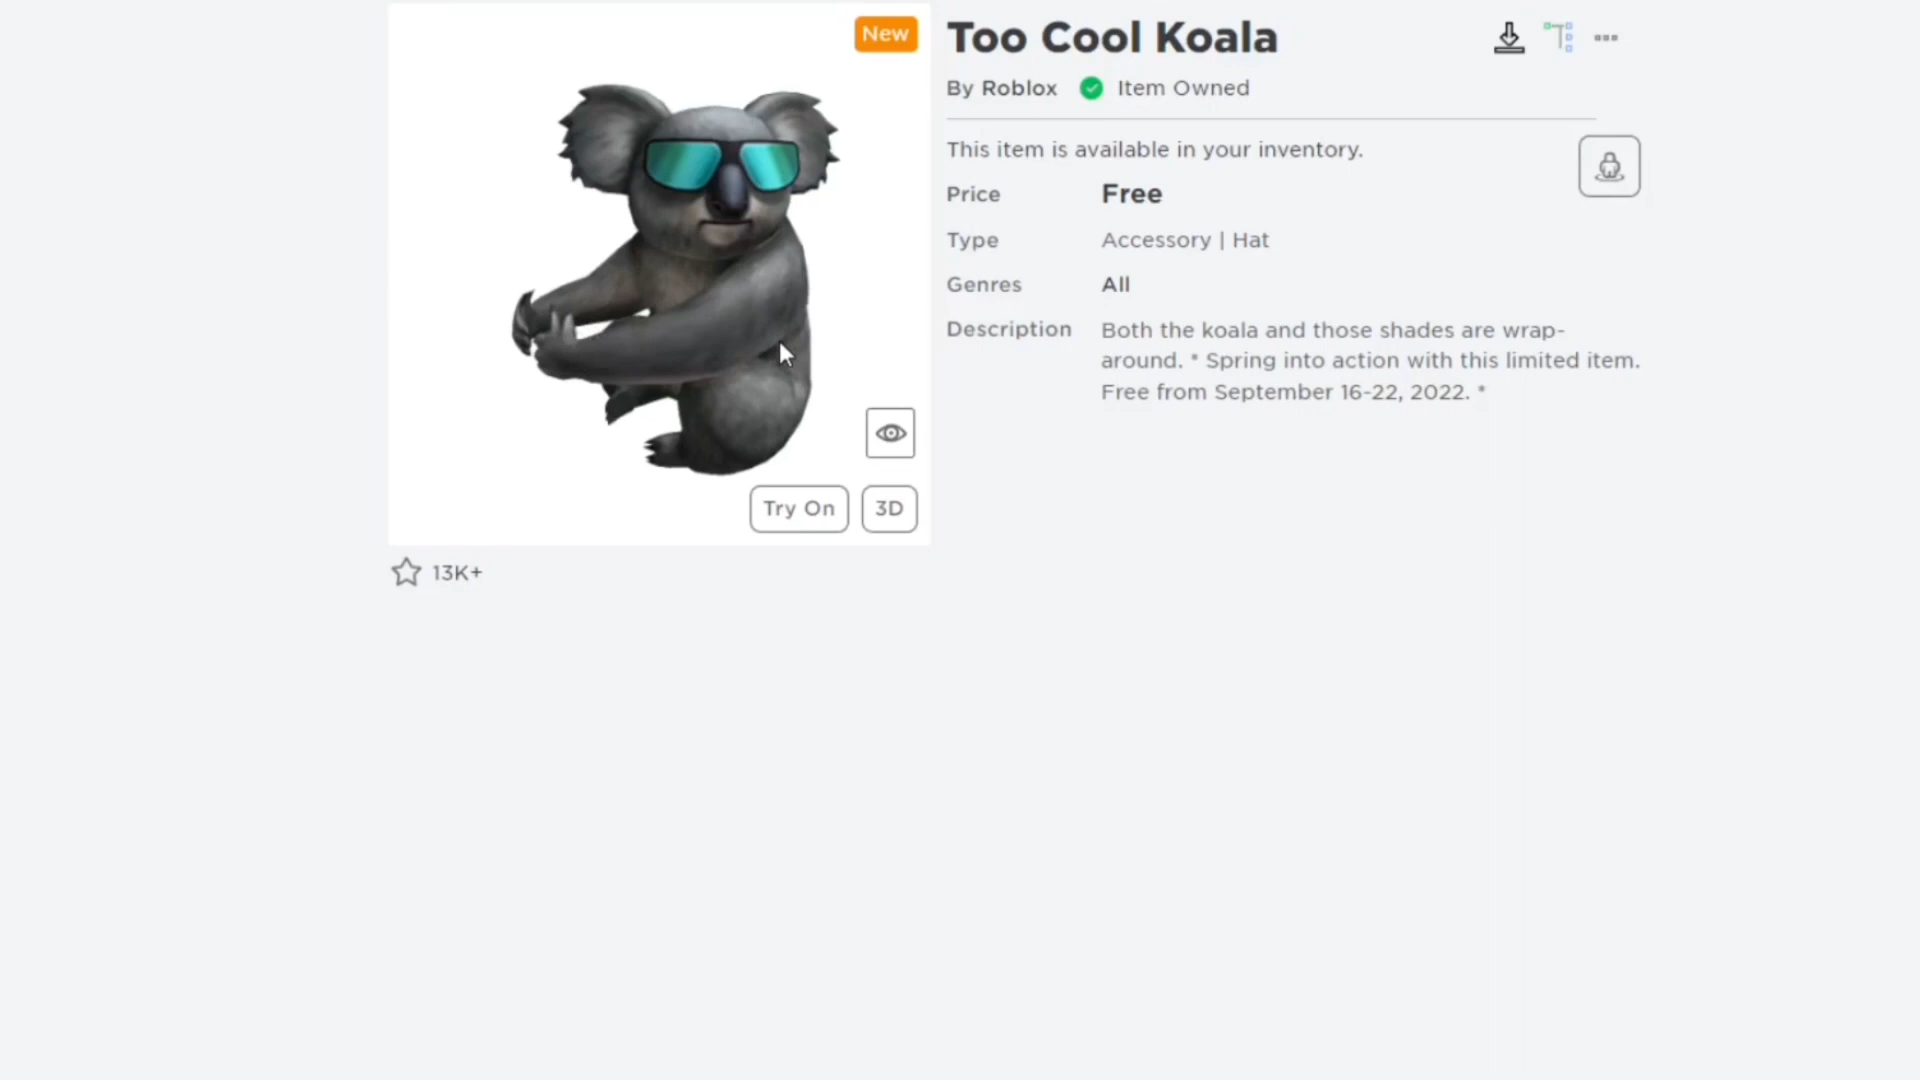 New
Too Cool Koala
By Roblox Item Owned
This item is available in your inventory.
Price Free
Type Accessory | Hat
Genres All
Description Both the koala and those shades are wrap-
around. * Spring into action with this limited item.
Free from September 16-22, 2022. *
Try On 3D
13K+